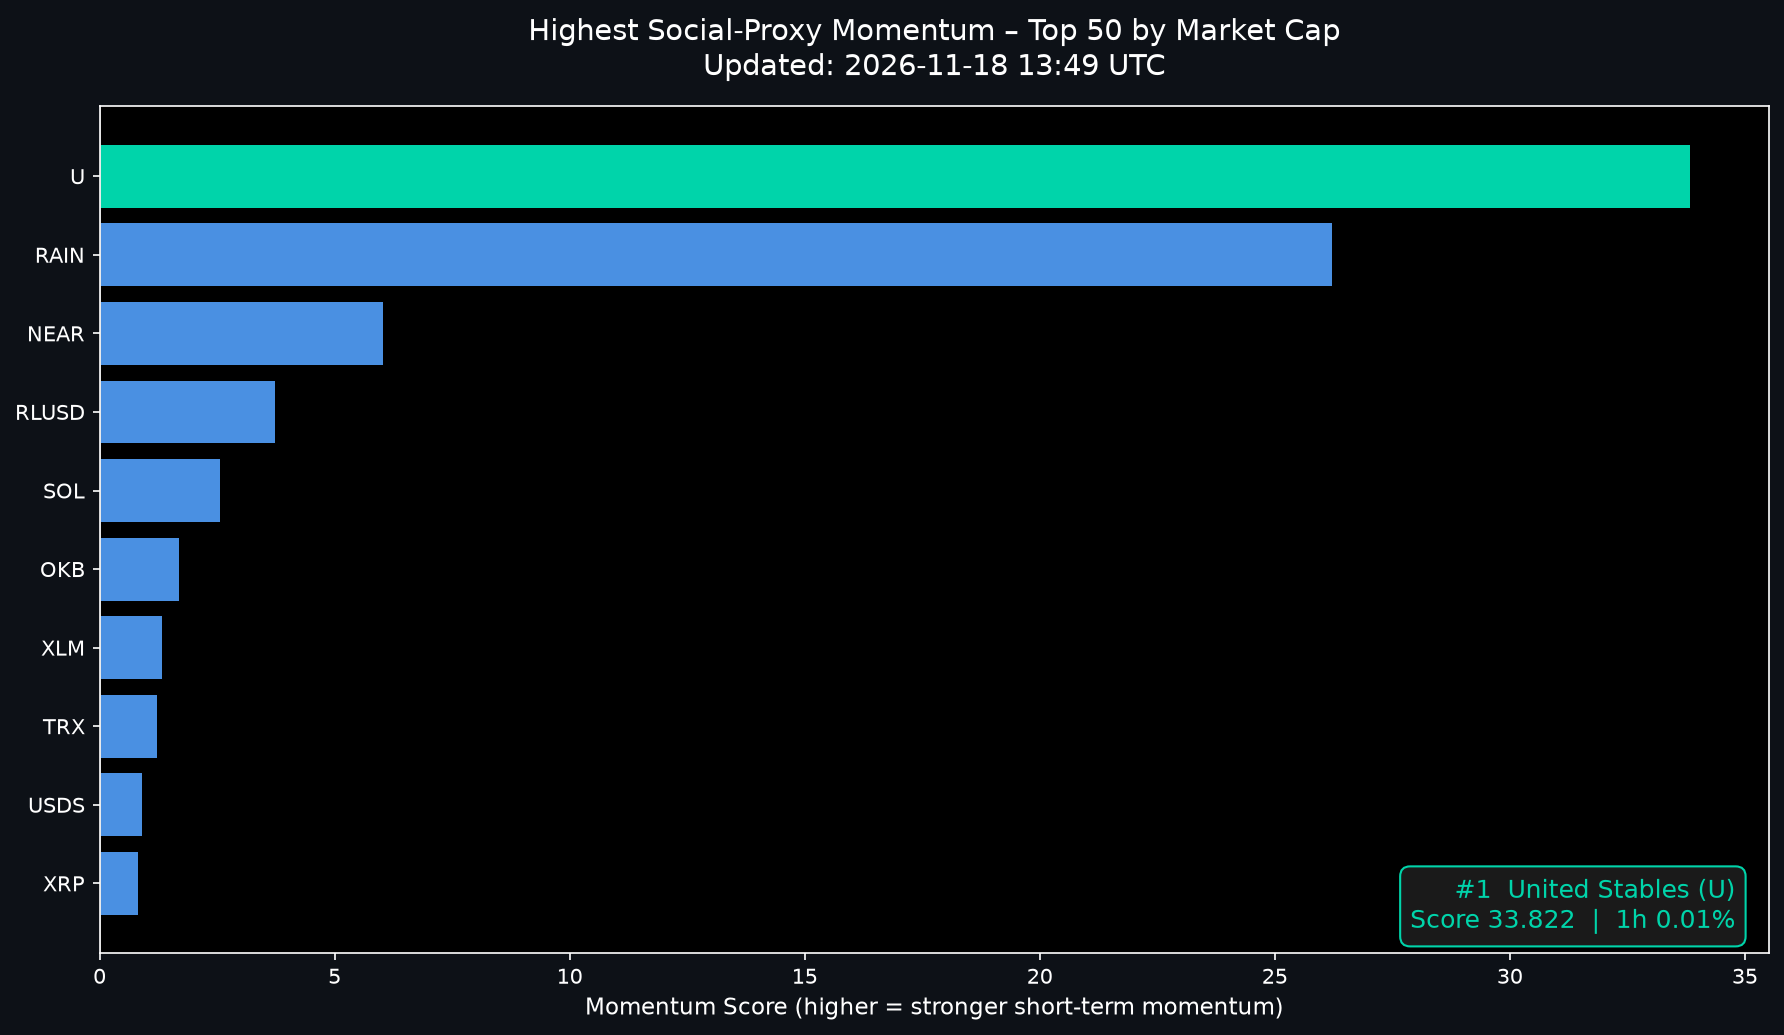 Highest Social-Proxy Momentum – Top 50 by Market Cap
Updated: 2026-11-18 13:49 UTC
U
RAIN
NEAR
RLUSD
SOL
OKB
XLM
TRX
USDS
XRP
#1  United Stables (U)
Score 33.822  |  1h 0.01%
0 5 10 15 20 25 30 35
Momentum Score (higher = stronger short-term momentum)